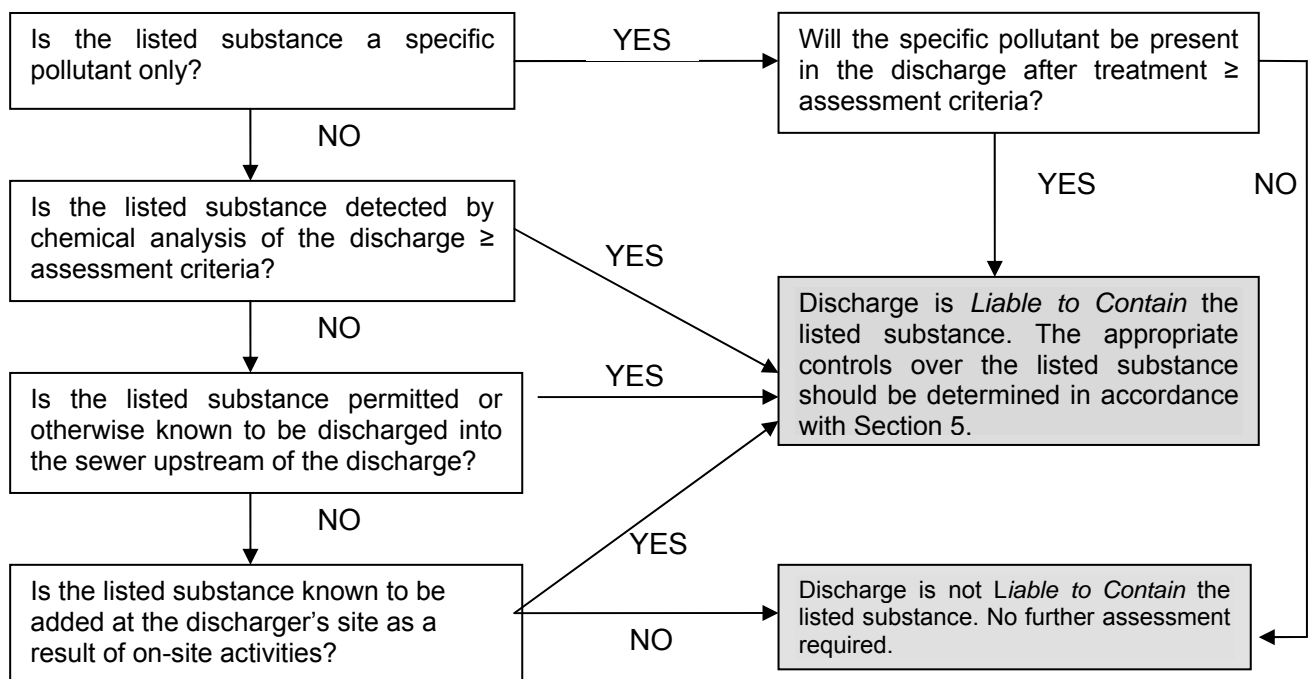 Is the listed substance a specific
pollutant only?
YES
Will the specific pollutant be present
in the discharge after treatment ≥
assessment criteria?
NO
YES
NO
Is the listed substance detected by
chemical analysis of the discharge ≥
assessment criteria?
YES
Discharge is Liable to Contain the
listed substance. The appropriate
controls over the listed substance
should be determined in accordance
with Section 5.
NO
Is the listed substance permitted or
otherwise known to be discharged into
the sewer upstream of the discharge?
YES
NO
YES
Is the listed substance known to be
added at the discharger's site as a
result of on-site activities?
NO
Discharge is not Liable to Contain the
listed substance. No further assessment
required.